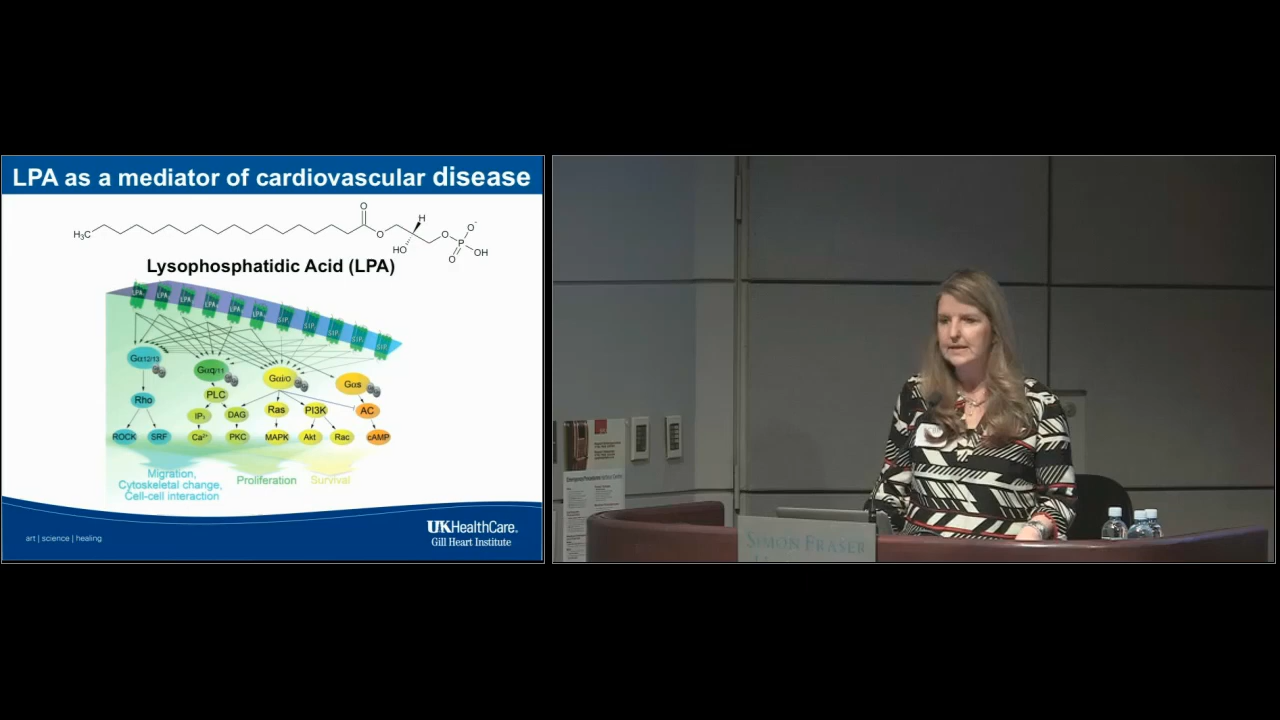 LPA as a mediator of cardiovascular disease
O
H
H₃C
O
O
O⁻
P
HO
O
OH
Lysophosphatidic Acid (LPA)
Gα12/13
Gαq/11
Gαi/o
Gαs
Rho
PLC
IP₃
DAG
Ras
PI3K
AC
ROCK
SRF
Ca²⁺
PKC
MAPK
Akt
Rac
cAMP
Migration,
Cytoskeletal change,
Cell-cell interaction
Proliferation
Survival
art | science | healing
UKHealthCare.
Gill Heart Institute
SIMON FRASER